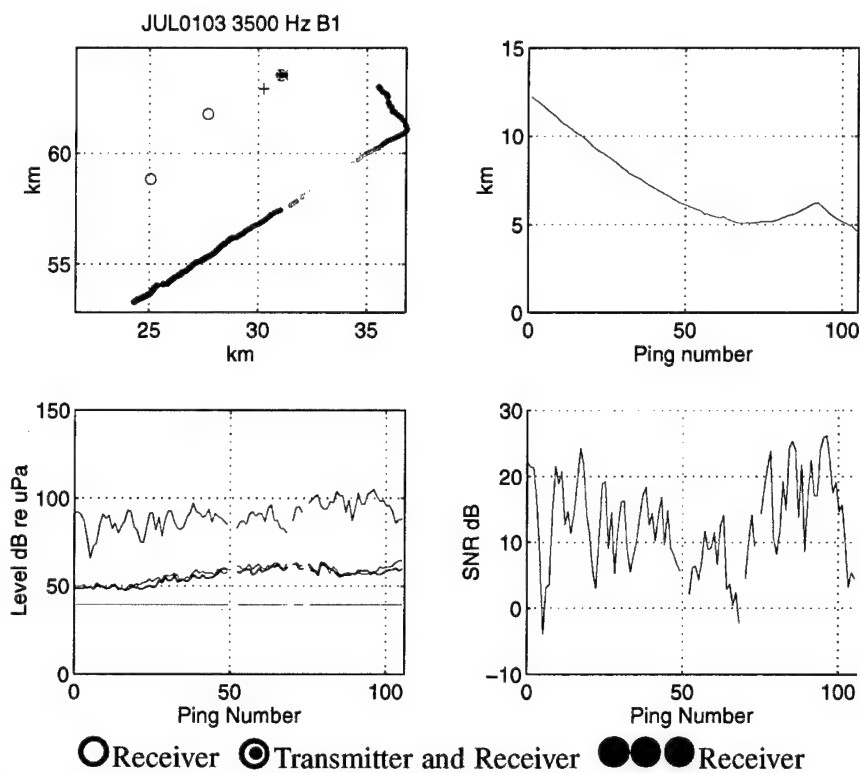 JUL0103 3500 Hz B1
km
60
55
25
30
35
km
15
10
5
0
km
0
50
100
Ping number
150
100
50
0
Level dB re uPa
0
50
100
Ping Number
30
20
10
0
−10
SNR dB
0
50
100
Ping Number
Receiver
Transmitter and Receiver
Receiver